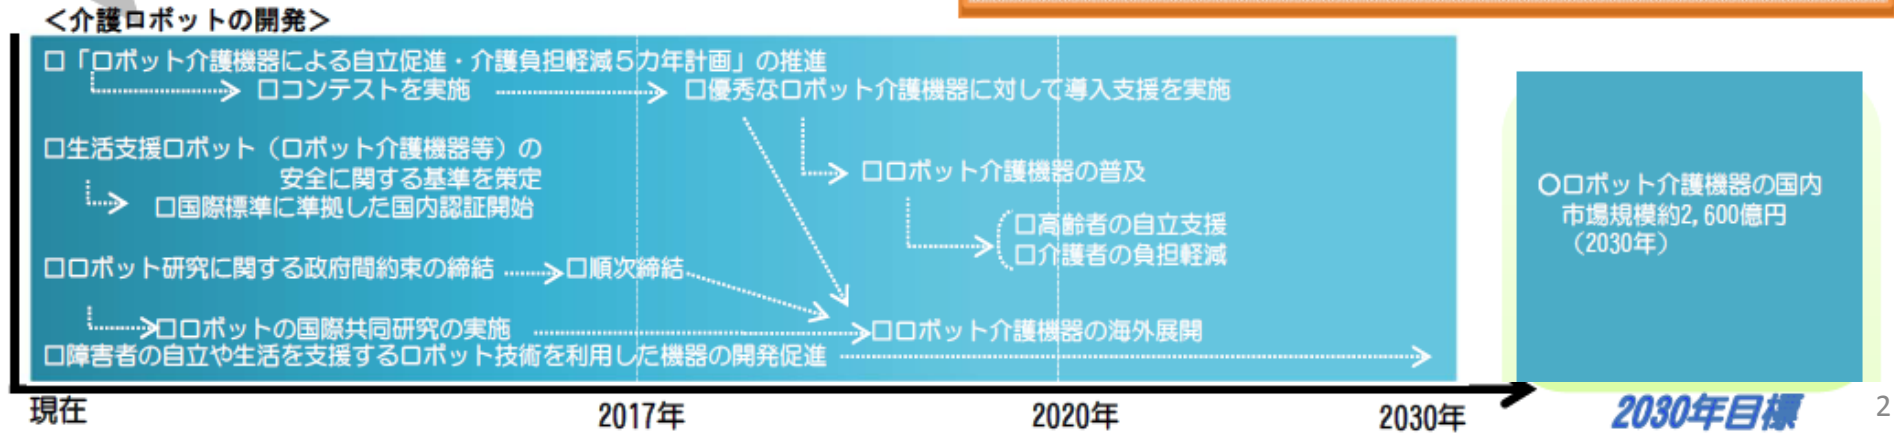 ＜介護ロボットの開発＞
□「ロボット介護機器による自立促進・介護負担軽減５カ年計画」の推進
□コンテストを実施
□優秀なロボット介護機器に対して導入支援を実施
□生活支援ロボット（ロボット介護機器等）の
安全に関する基準を策定
□国際標準に準拠した国内認証開始
□ロボット介護機器の普及
□高齢者の自立支援
□介護者の負担軽減
□ロボット研究に関する政府間約束の締結
□順次締結
□ロボットの国際共同研究の実施
□ロボット介護機器の海外展開
□障害者の自立や生活を支援するロボット技術を利用した機器の開発促進
○ロボット介護機器の国内
市場規模約2,600億円
（2030年）
現在
2017年
2020年
2030年
2030年目標
2